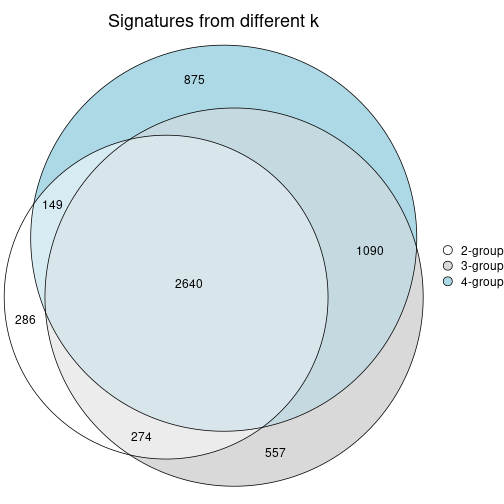 Signatures from different k
875
149
1090
2640
286
274
557
2-group
3-group
4-group